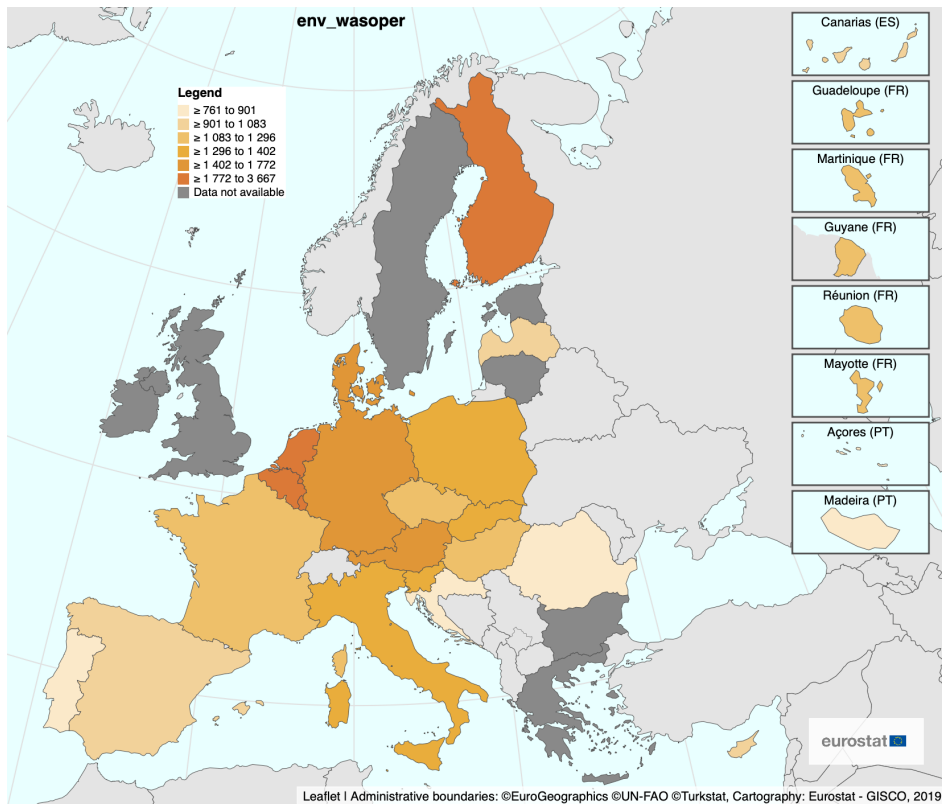 env_wasoper
Legend
≥ 761 to 901
≥ 901 to 1 083
≥ 1 083 to 1 296
≥ 1 296 to 1 402
≥ 1 402 to 1 772
≥ 1 772 to 3 667
Data not available
Canarias (ES)
Guadeloupe (FR)
Martinique (FR)
Guyane (FR)
Réunion (FR)
Mayotte (FR)
Açores (PT)
Madeira (PT)
eurostat
Leaflet | Administrative boundaries: ©EuroGeographics ©UN-FAO ©Turkstat, Cartography: Eurostat - GISCO, 2019